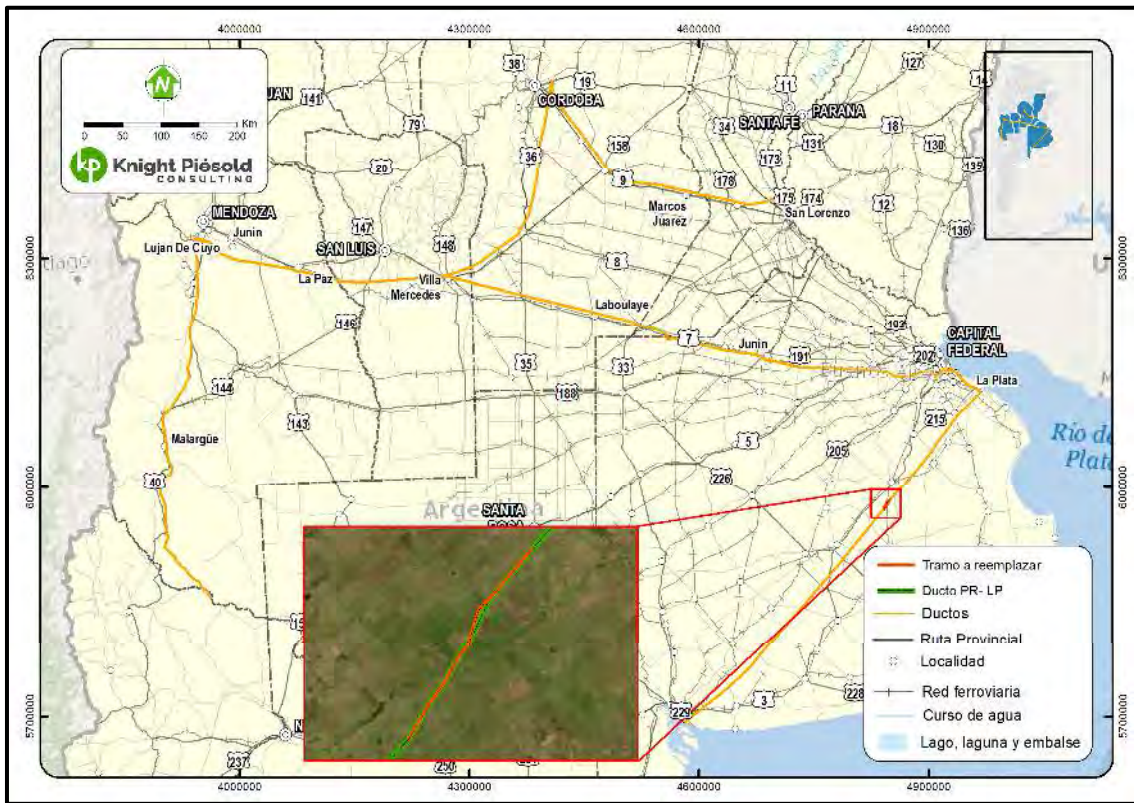 4000000
4300000
4600000
4900000
N
0
50
100
150
200
Km
Knight Piésold
CONSULTING
38
19
CORDOBA
11
127
14
141
79
34
SANTA FE
PARANA
18
131
130
20
36
158
173
9
178
175
174
12
136
Marcos
Juarez
San Lorenzo
MENDOZA
Junin
147
SAN LUIS
148
8
Lujan De Cuyo
La Paz
Villa
Mercedes
6300000
146
Laboulaye
7
Junin
191
CAPITAL
FEDERAL
202
La Plata
35
33
144
188
143
215
5
205
Malargüe
226
Río de
Plata
40
6000000
6000000
Argentina
SANTA
Tramo a reemplazar
Ducto PR- LP
Ductos
Ruta Provincial
Localidad
Red ferroviaria
Curso de agua
Lago, laguna y embalse
229
3
228
5700000
5700000
237
250
4000000
4300000
4600000
4900000